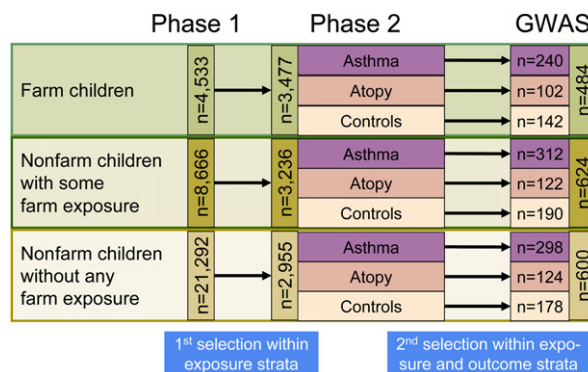 Phase 1 Phase 2 GWAS
Farm children
n=4,533
n=3,477
Asthma
Atopy
Controls
n=240
n=102
n=142
n=484
Nonfarm children
with some
farm exposure
n=8,666
n=3,236
Asthma
Atopy
Controls
n=312
n=122
n=190
n=624
Nonfarm children
without any
farm exposure
n=21,292
n=2,955
Asthma
Atopy
Controls
n=298
n=124
n=178
n=600
1st selection within
exposure strata
2nd selection within expo-
sure and outcome strata